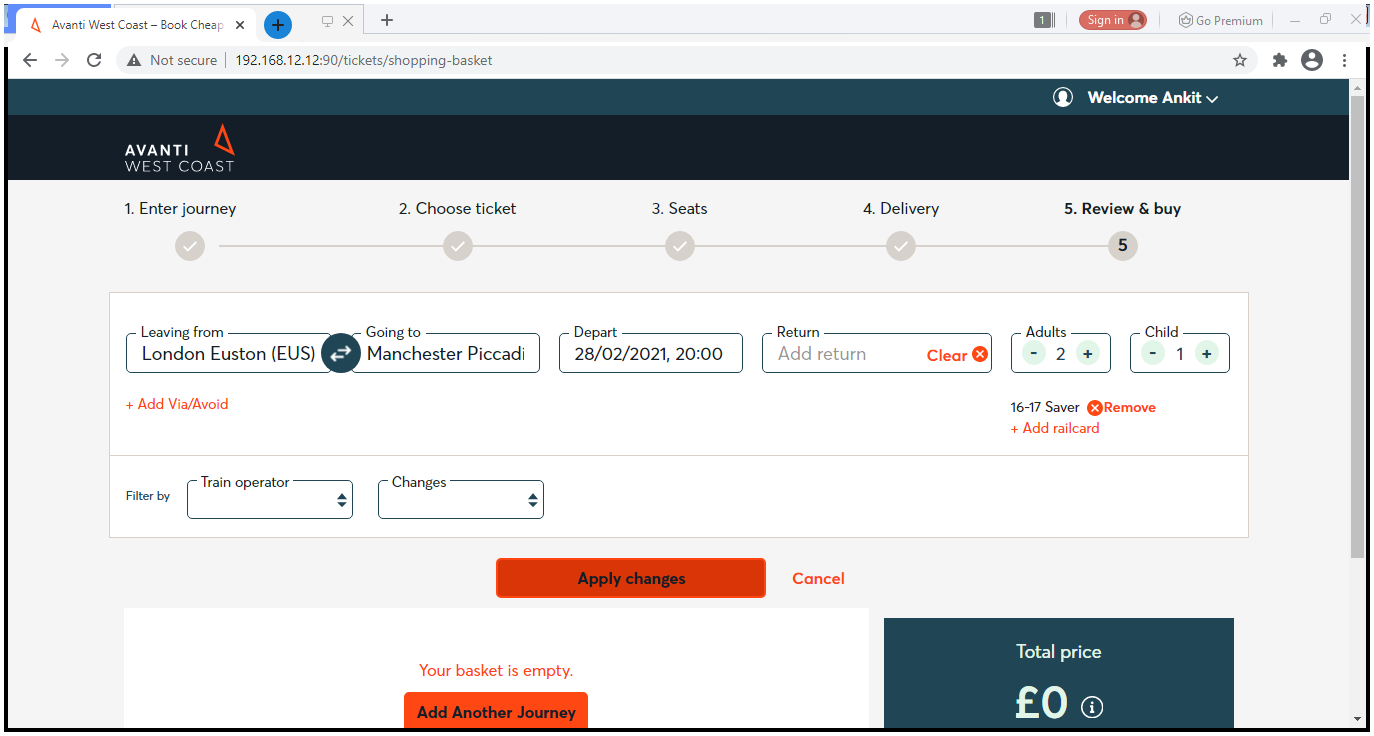 Avanti West Coast – Book Cheap
1
Sign in
Go Premium
Not secure
192.168.12.12:90/tickets/shopping-basket
Welcome Ankit
AVANTI
WEST COAST
1. Enter journey
2. Choose ticket
3. Seats
4. Delivery
5. Review & buy
5
Leaving from
London Euston (EUS)
Going to
Manchester Piccadi
Depart
28/02/2021, 20:00
Return
Add return
Clear
Adults
- 2 +
Child
- 1 +
+ Add Via/Avoid
16-17 Saver Remove
+ Add railcard
Filter by
Train operator
Changes
Apply changes
Cancel
Your basket is empty.
Add Another Journey
Total price
£0